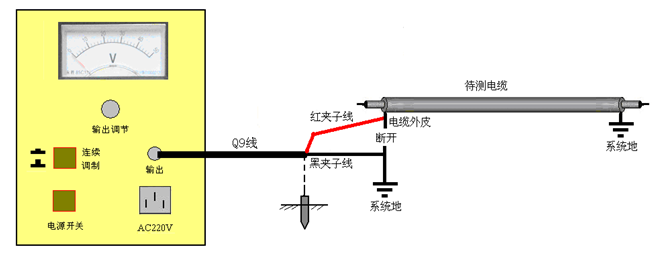 V
输出调节
连续
调制
输出
电源开关
AC220V
Q9线
红夹子线
黑夹子线
待测电缆
电缆外皮
断开
系统地
系统地